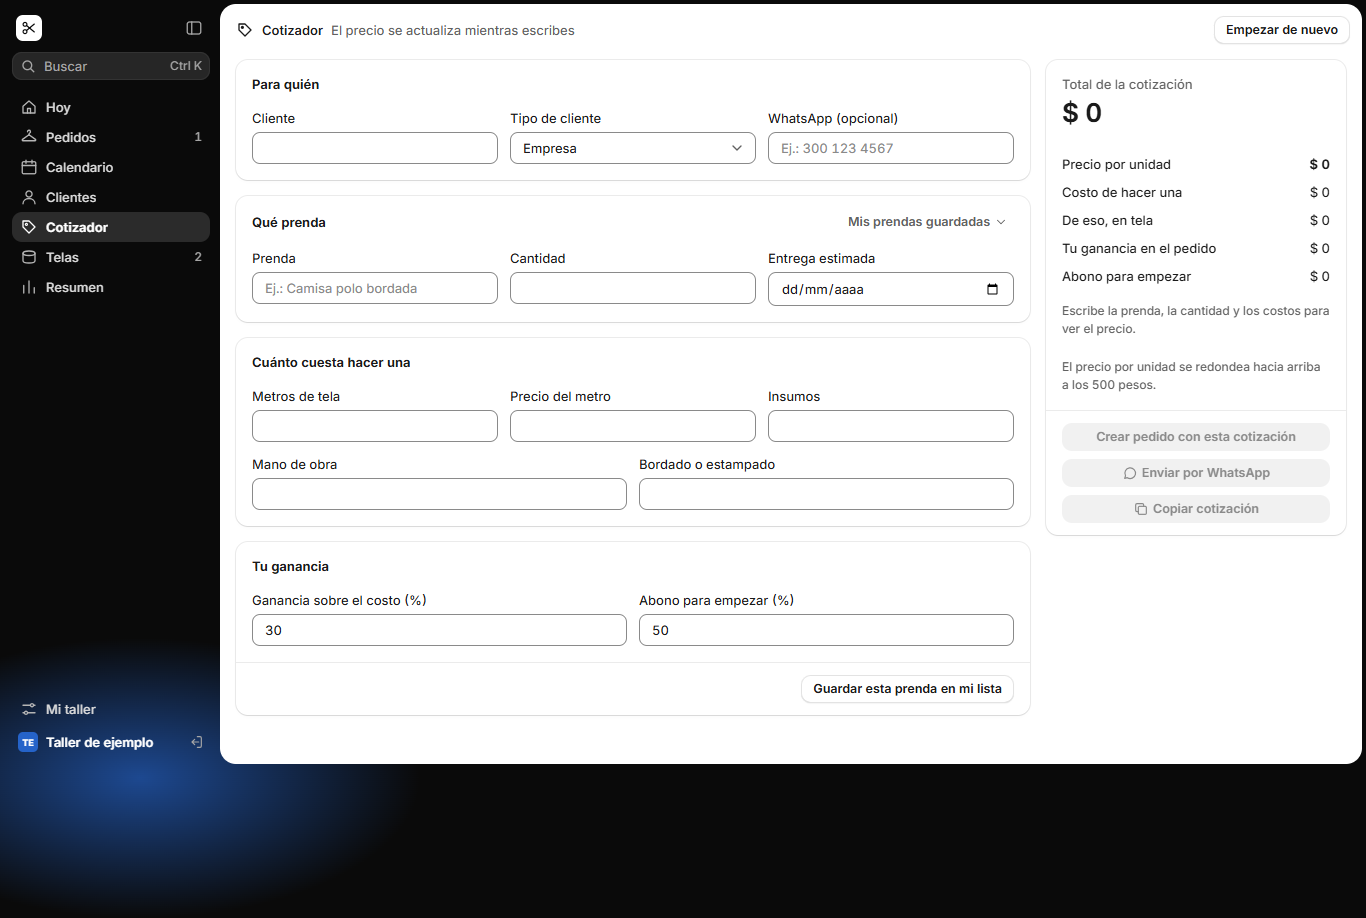 Buscar Ctrl K
Hoy
Pedidos 1
Calendario
Clientes
Cotizador
Telas 2
Resumen
Mi taller
TE Taller de ejemplo
Cotizador El precio se actualiza mientras escribes
Empezar de nuevo
Para quién
Cliente Tipo de cliente WhatsApp (opcional)
Empresa Ej.: 300 123 4567
Qué prenda Mis prendas guardadas
Prenda Cantidad Entrega estimada
Ej.: Camisa polo bordada dd/mm/aaaa
Cuánto cuesta hacer una
Metros de tela Precio del metro Insumos
Mano de obra Bordado o estampado
Tu ganancia
Ganancia sobre el costo (%) Abono para empezar (%)
30 50
Guardar esta prenda en mi lista
Total de la cotización
$ 0
Precio por unidad $ 0
Costo de hacer una $ 0
De eso, en tela $ 0
Tu ganancia en el pedido $ 0
Abono para empezar $ 0
Escribe la prenda, la cantidad y los costos para
ver el precio.
El precio por unidad se redondea hacia arriba
a los 500 pesos.
Crear pedido con esta cotización
Enviar por WhatsApp
Copiar cotización